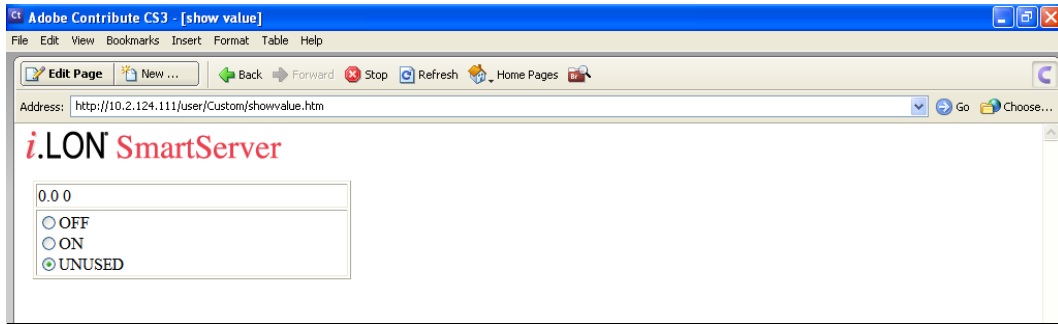 Ct Adobe Contribute CS3 - [show value]
File Edit View Bookmarks Insert Format Table Help
Edit Page New ... Back Forward Stop Refresh Home Pages Br
Address: http://10.2.124.111/user/Custom/showvalue.htm Go Choose...
i.LON SmartServer
0.0 0
OFF
ON
UNUSED